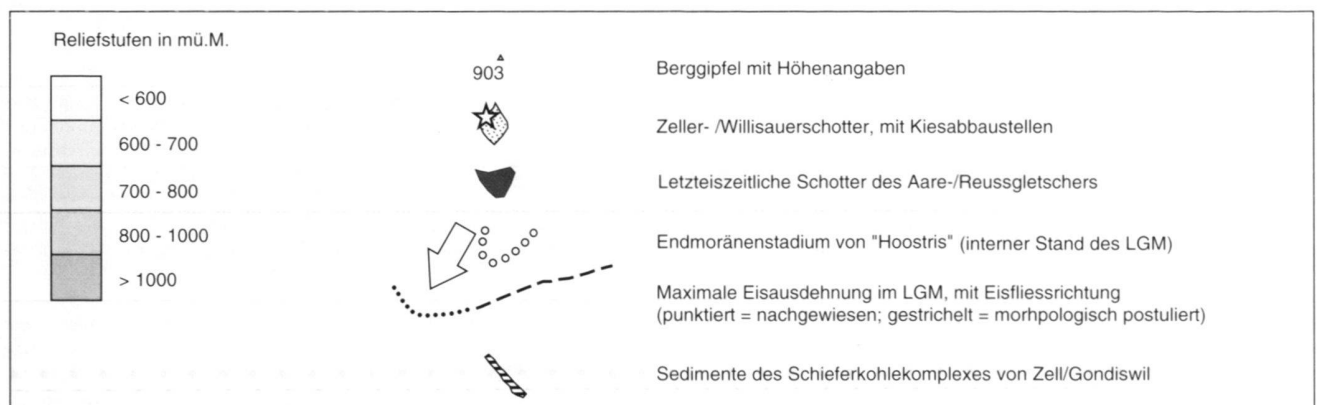 Reliefstufen in mü.M.
< 600
600 - 700
700 - 800
800 - 1000
> 1000
903
Berggipfel mit Höhenangaben
Zeller- /Willisauerschotter, mit Kiesabbaustellen
Letzteiszeitliche Schotter des Aare-/Reussgletschers
Endmoränenstadium von "Hoostris" (interner Stand des LGM)
Maximale Eisausdehnung im LGM, mit Eisfliessrichtung
(punktiert = nachgewiesen; gestrichelt = morhpologisch postuliert)
Sedimente des Schieferkohlekomplexes von Zell/Gondiswil